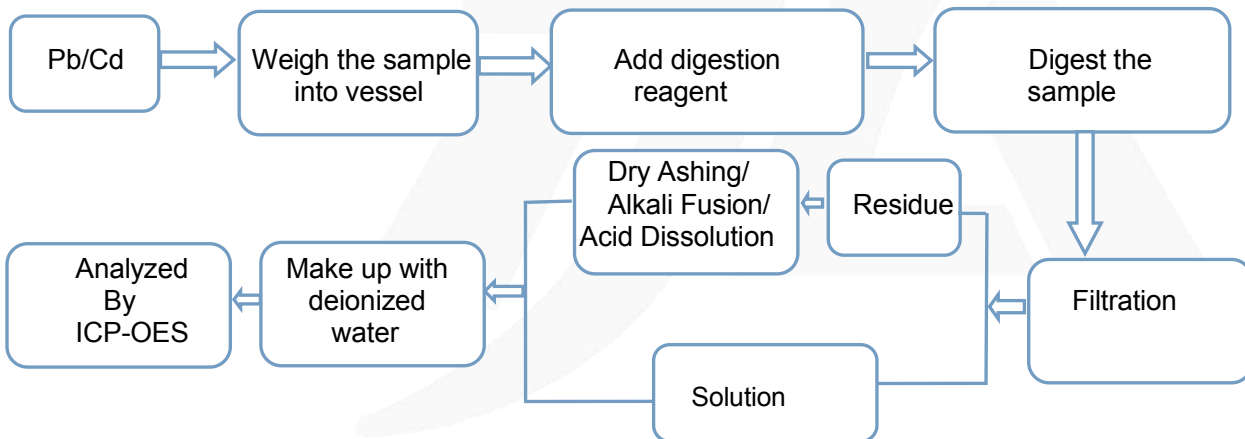 Pb/Cd
Weigh the sample
into vessel
Add digestion
reagent
Digest the
sample
Filtration
Residue
Dry Ashing/
Alkali Fusion/
Acid Dissolution
Solution
Make up with
deionized
water
Analyzed
By
ICP-OES